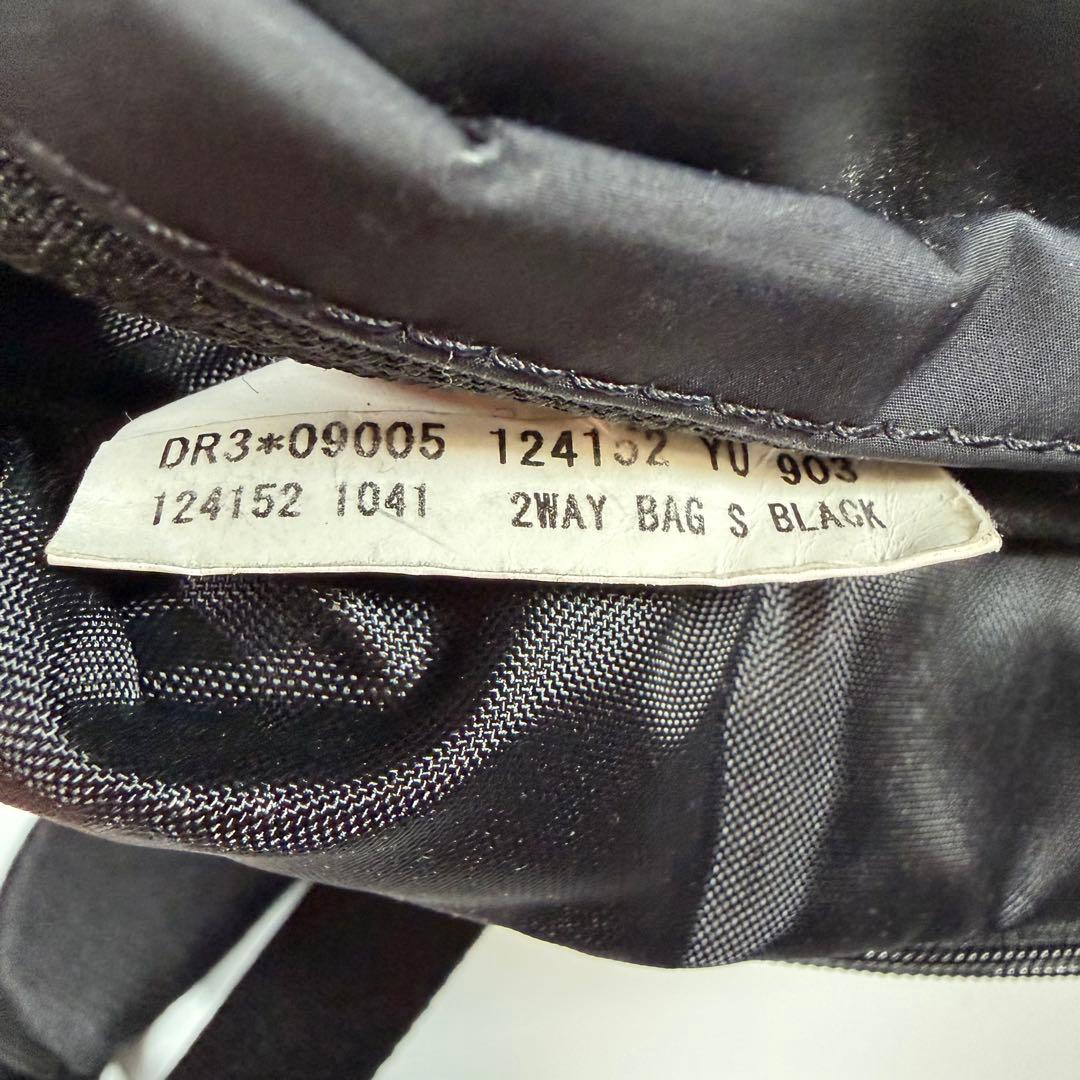 DR3*09005 124152 YU 903
124152 1041 2WAY BAG S BLACK